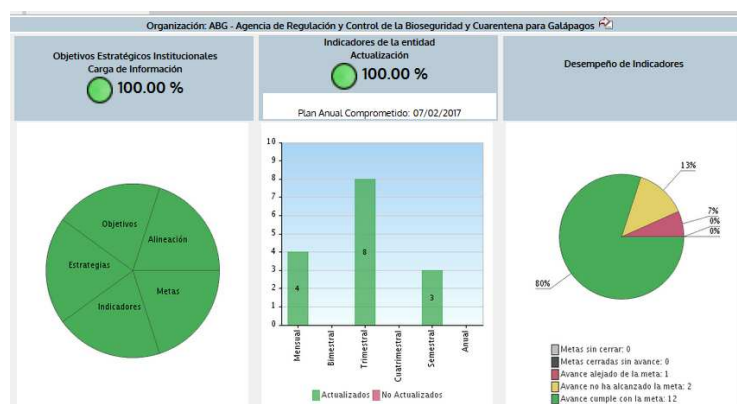 Organización: ABG - Agencia de Regulación y Control de la Bioseguridad y Cuarentena para Galápagos
Objetivos Estratégicos Institucionales
Carga de Información
100.00 %
Objetivos
Alineación
Estrategias
Metas
Indicadores
Indicadores de la entidad
Actualización
100.00 %
Plan Anual Comprometido: 07/02/2017
10
9
8
7
6
5
4
3
2
1
0
4
8
3
Mensual
Bimestral
Trimestral
Cuatrimestral
Semestral
Anual
Actualizados No Actualizados
Desempeño de Indicadores
13%
7%
0%
0%
80%
Metas sin cerrar: 0
Metas cerradas sin avance: 0
Avance alejado de la meta: 1
Avance no ha alcanzado la meta: 2
Avance cumple con la meta: 12